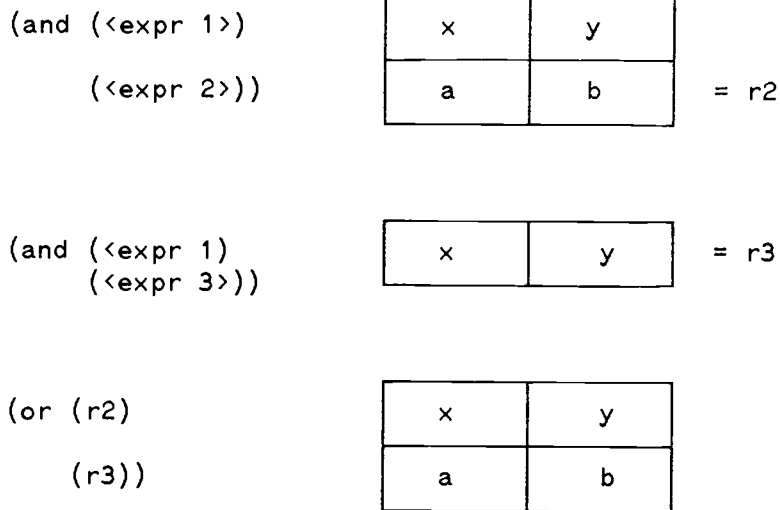 (and (<expr 1>) x y
(<expr 2>)) a b = r2
(and (<expr 1) x y = r3
(<expr 3>))
(or (r2) x y
(r3)) a b